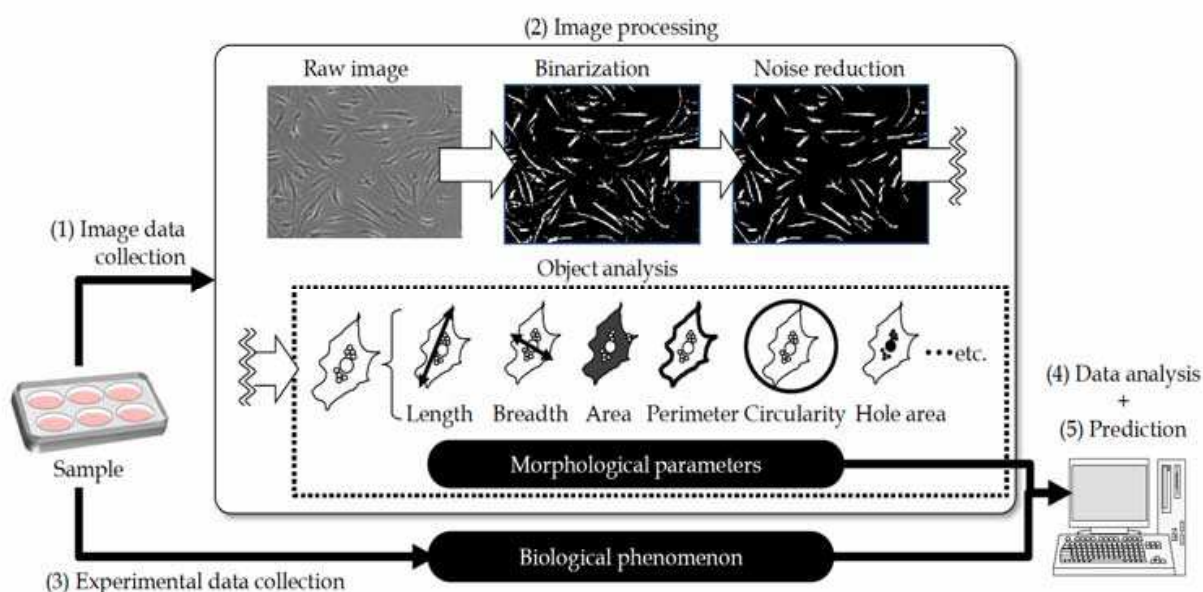 (2) Image processing
Raw image
Binarization
Noise reduction
(1) Image data
collection
Object analysis
••••etc.
Length
Breadth
Area
Perimeter
Circularity
Hole area
Morphological parameters
Sample
(4) Data analysis
+
(5) Prediction
Biological phenomenon
(3) Experimental data collection